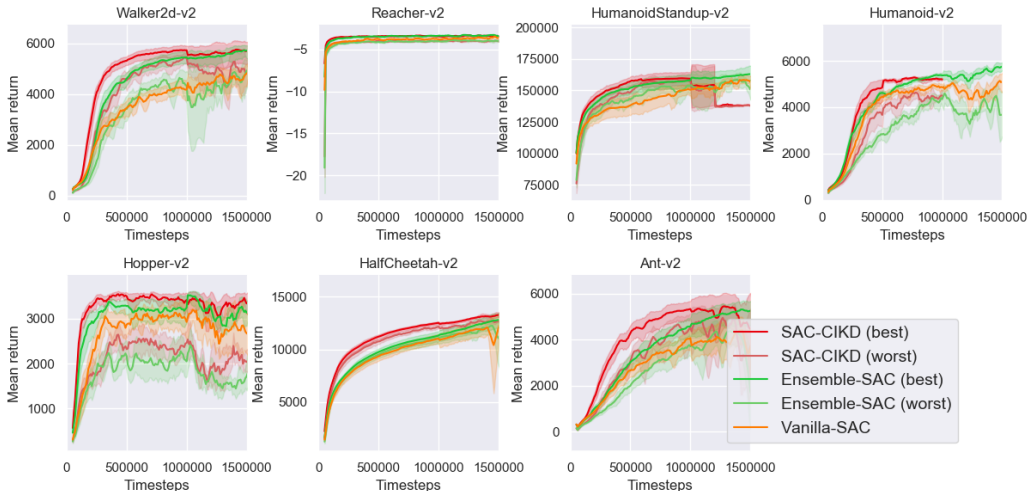 Walker2d-v2
Mean return
6000
4000
2000
0
0 500000 1000000 1500000
Timesteps
Reacher-v2
Mean return
−5
−10
−15
−20
0 500000 1000000 1500000
Timesteps
HumanoidStandup-v2
Mean return
200000
175000
150000
125000
100000
75000
0 500000 1000000 1500000
Timesteps
Humanoid-v2
Mean return
6000
4000
2000
0
0 500000 1000000 1500000
Timesteps
Hopper-v2
Mean return
3000
2000
1000
0 500000 1000000 1500000
Timesteps
HalfCheetah-v2
Mean return
15000
10000
5000
0 500000 1000000 1500000
Timesteps
Ant-v2
Mean return
6000
4000
2000
0
0 500000 1000000 1500000
Timesteps
SAC-CIKD (best)
SAC-CIKD (worst)
Ensemble-SAC (best)
Ensemble-SAC (worst)
Vanilla-SAC